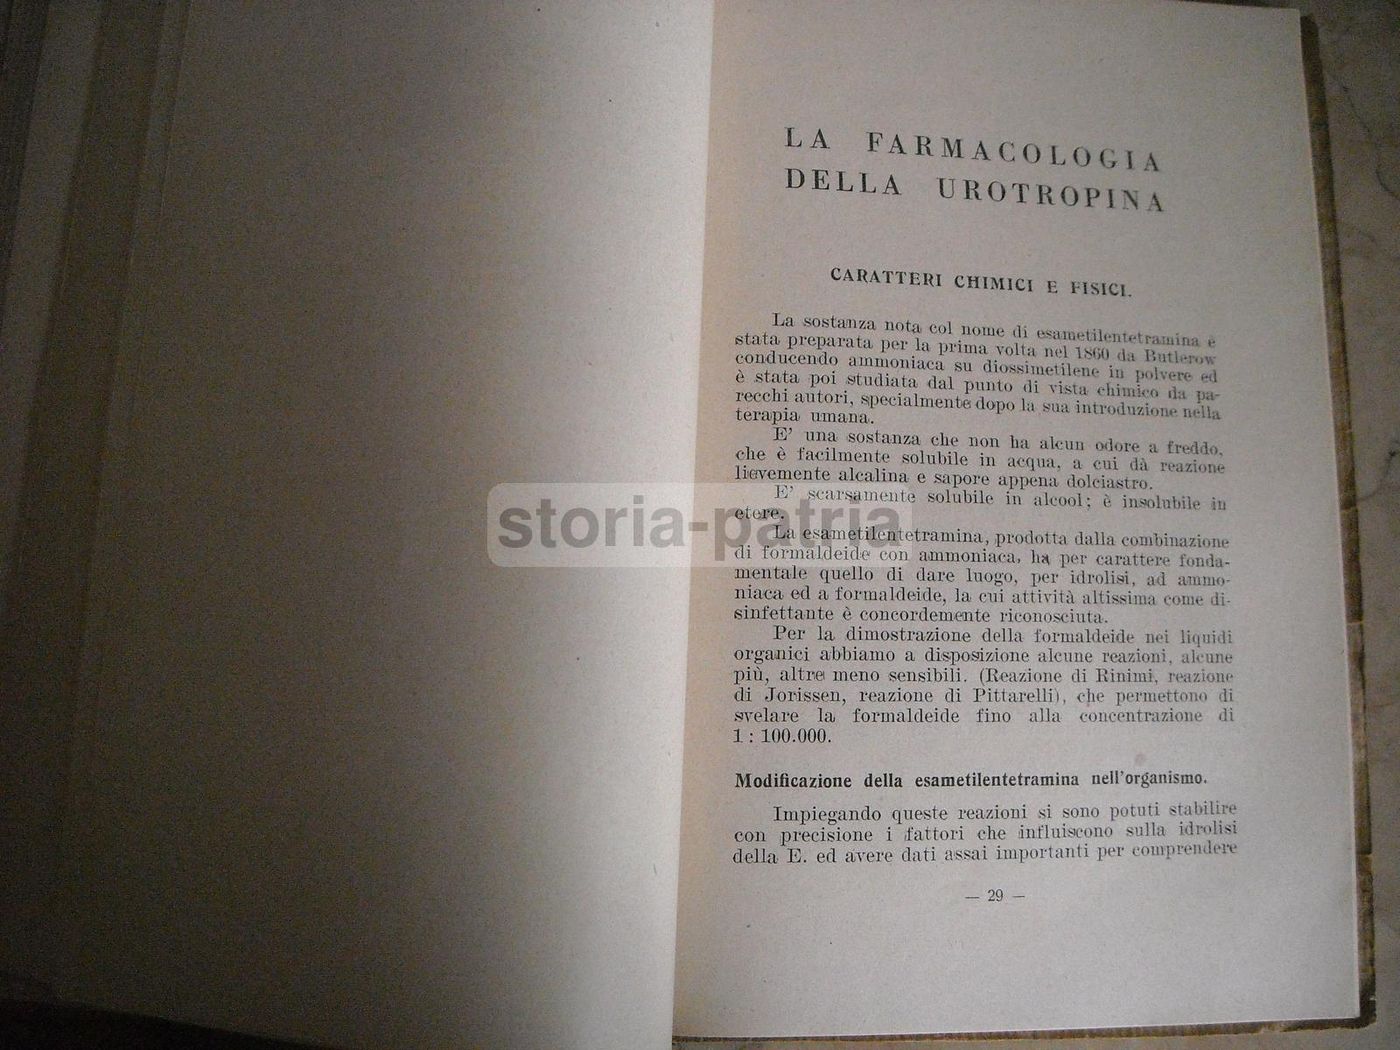 LA FARMACOLOGIA
DELLA UROTROPINA
CARATTERI CHIMICI E FISICI.
La sostanza nota col nome di esametilentetramina è
stata preparata per la prima volta nel 1860 da Butlerow
conducendo ammoniaca su diossimetilene in polvere ed
è stata poi studiata dal punto di vista chimico da pa-
recchi autori, specialmente dopo la sua introduzione nella
terapia umana.
E' una sostanza che non ha alcun odore a freddo,
che è facilmente solubile in acqua, a cui dà reazione
lievemente alcalina e sapore appena dolciastro.
E' scarsamente solubile in alcool; è insolubile in
etere.
storia-patria
La esametilentetramina, prodotta dalla combinazione
di formaldeide con ammoniaca, ha per carattere fonda-
mentale quello di dare luogo, per idrolisi, ad ammo-
niaca ed a formaldeide, la cui attività altissima come di-
sinfettante è concordemente riconosciuta.
Per la dimostrazione della formaldeide nei liquidi
organici abbiamo a disposizione alcune reazioni, alcune
più, altre meno sensibili. (Reazione di Rinimi, reazione
di Jorissen, reazione di Pittarelli), che permettono di
svelare la formaldeide fino alla concentrazione di
1 : 100.000.
Modificazione della esametilentetramina nell'organismo.
Impiegando queste reazioni si sono potuti stabilire
con precisione i fattori che influiscono sulla idrolisi
della E. ed avere dati assai importanti per comprendere
— 29 —